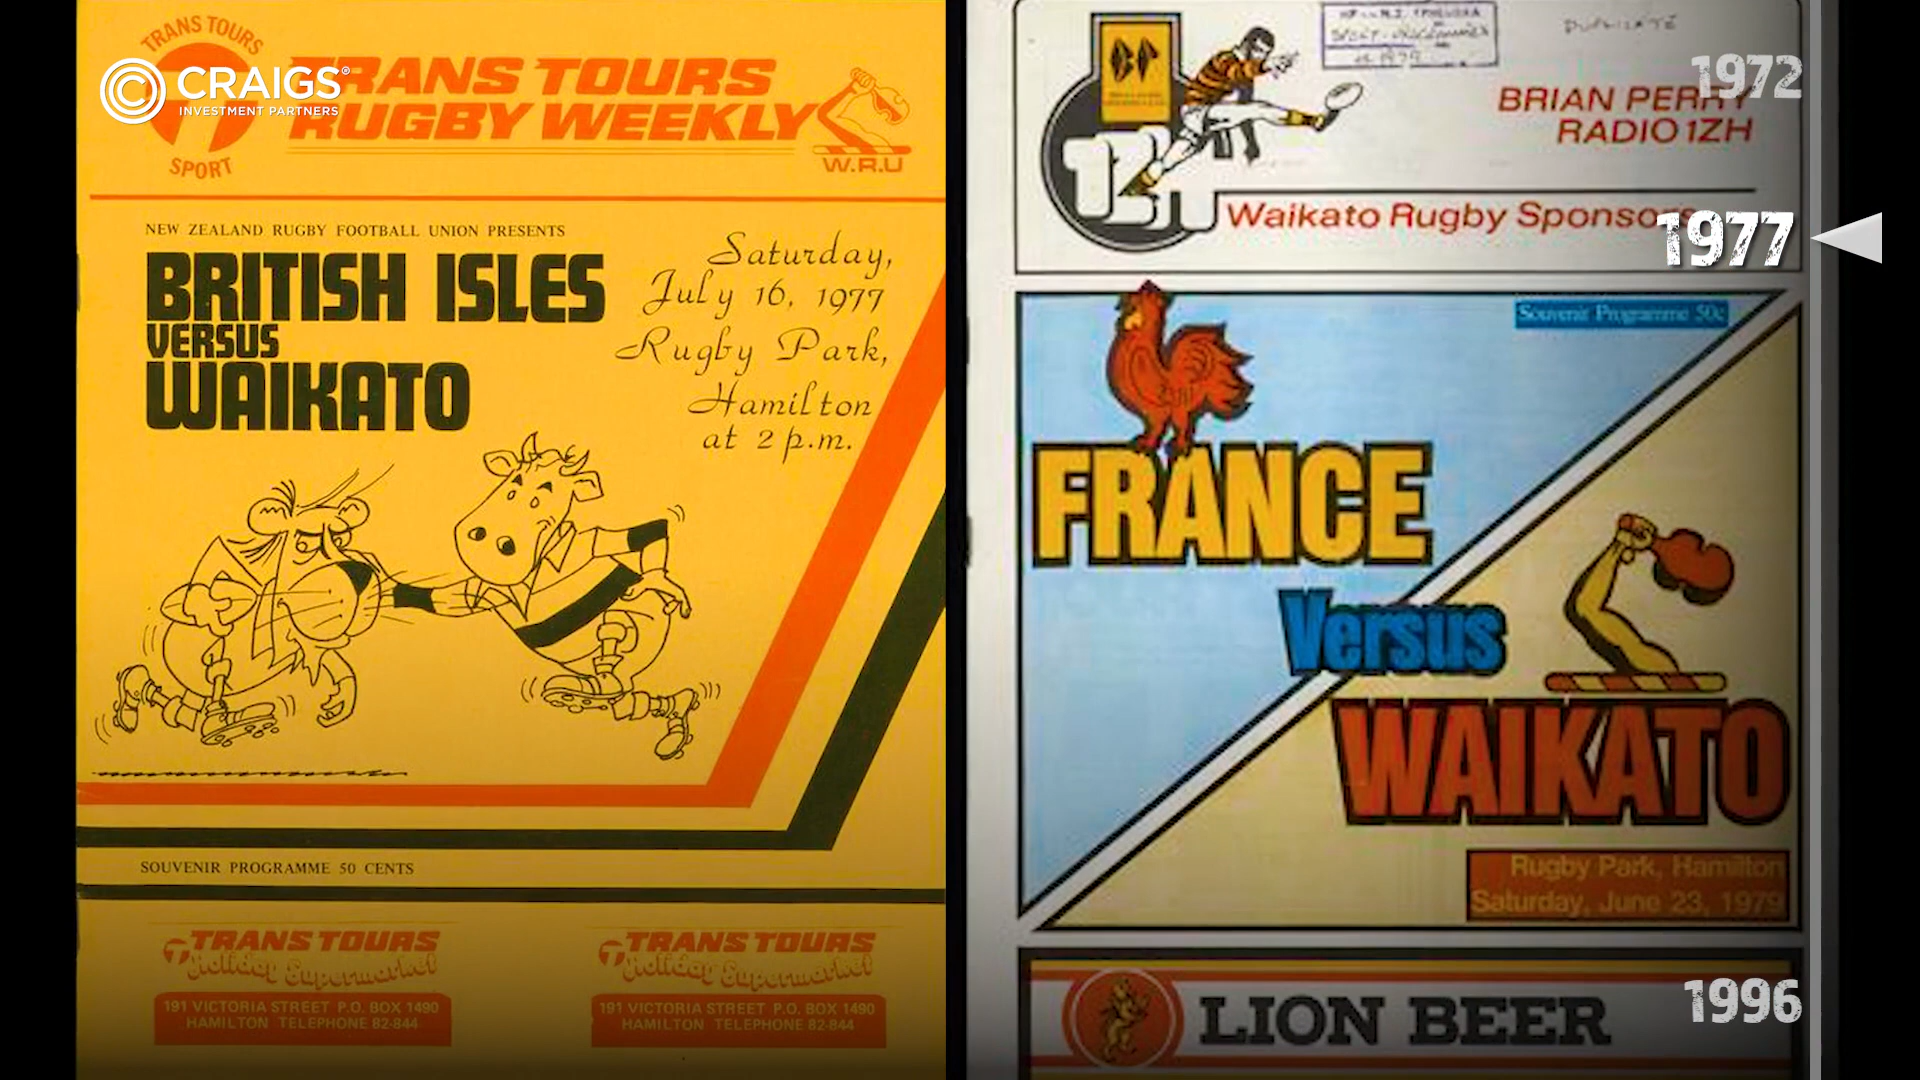 TRANS TOURS
SPORT
CRAIGS®
INVESTMENT PARTNERS
TRANS TOURS
RUGBY WEEKLY
W.R.U
NEW ZEALAND RUGBY FOOTBALL UNION PRESENTS
BRITISH ISLES
VERSUS
WAIKATO
Saturday,
July 16, 1977
Rugby Park,
Hamilton
at 2 p.m.
SOUVENIR PROGRAMME 50 CENTS
TRANS TOURS
Holiday Supermarket
191 VICTORIA STREET P.O. BOX 1490
HAMILTON TELEPHONE 82-844
TRANS TOURS
Holiday Supermarket
191 VICTORIA STREET P.O. BOX 1490
HAMILTON TELEPHONE 82-844
DUPLICATE
BRIAN PERRY
RADIO 1ZH
1ZH
Waikato Rugby Sponsors
Souvenir Programme 50c
FRANCE
Versus
WAIKATO
Rugby Park, Hamilton
Saturday, June 23, 1979
LION BEER
1972
1977
1996